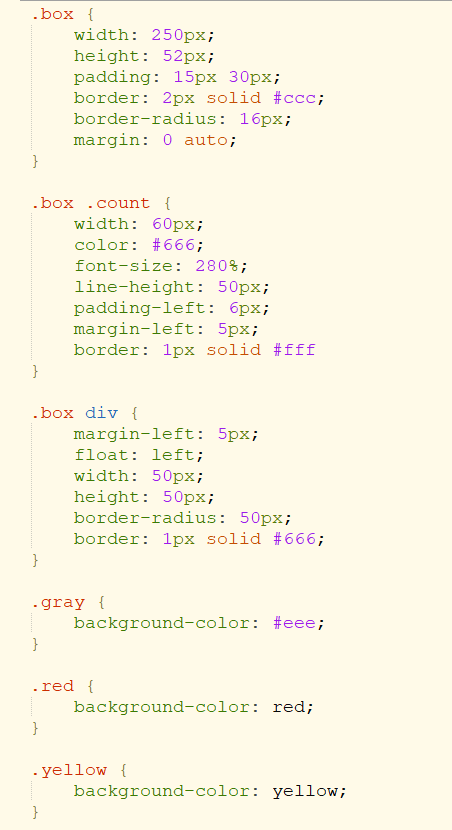 .box {
    width: 250px;
    height: 52px;
    padding: 15px 30px;
    border: 2px solid #ccc;
    border-radius: 16px;
    margin: 0 auto;
}

.box .count {
    width: 60px;
    color: #666;
    font-size: 280%;
    line-height: 50px;
    padding-left: 6px;
    margin-left: 5px;
    border: 1px solid #fff
}

.box div {
    margin-left: 5px;
    float: left;
    width: 50px;
    height: 50px;
    border-radius: 50px;
    border: 1px solid #666;
}

.gray {
    background-color: #eee;
}

.red {
    background-color: red;
}

.yellow {
    background-color: yellow;
}